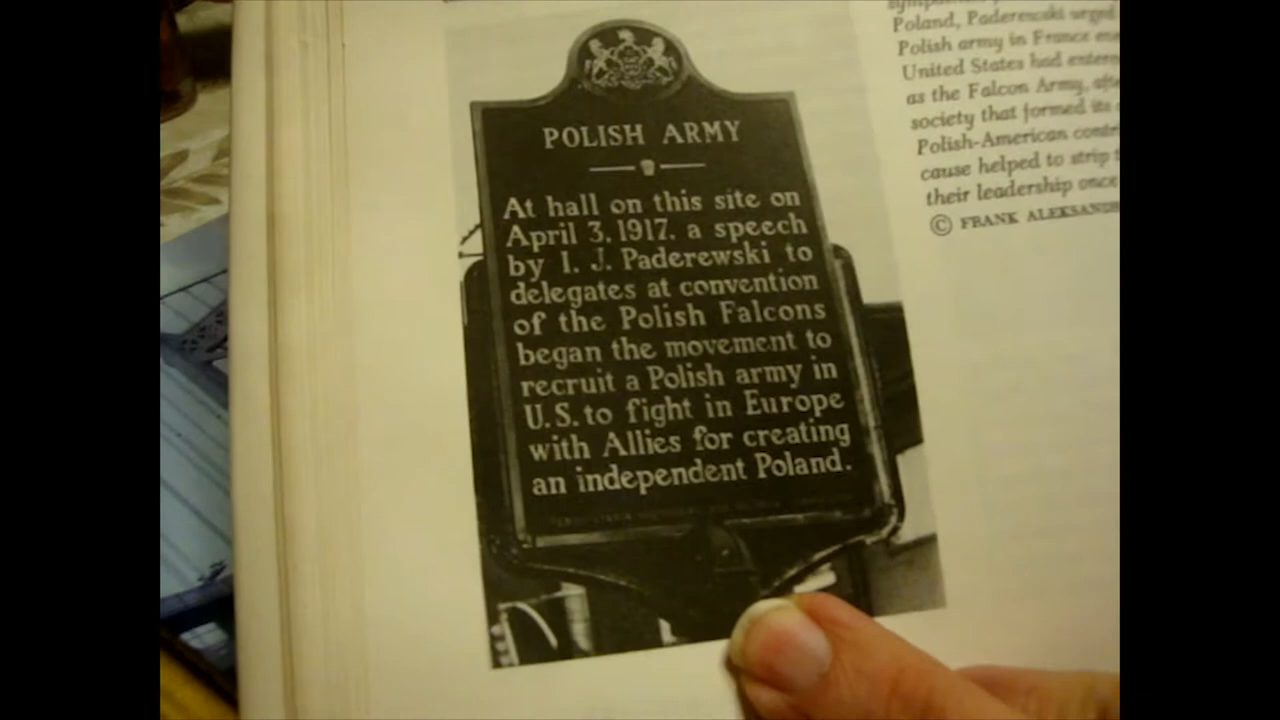 POLISH ARMY
At hall on this site on
April 3, 1917, a speech
by I. J. Paderewski to
delegates at convention
of the Polish Falcons
began the movement to
recruit a Polish army in
U.S. to fight in Europe
with Allies for creating
an independent Poland.
Poland, Paderewski urged
Polish army in France
United States had
as the Falcon Army,
society that formed its
Polish-American
cause helped to strip
their leadership once
© FRANK